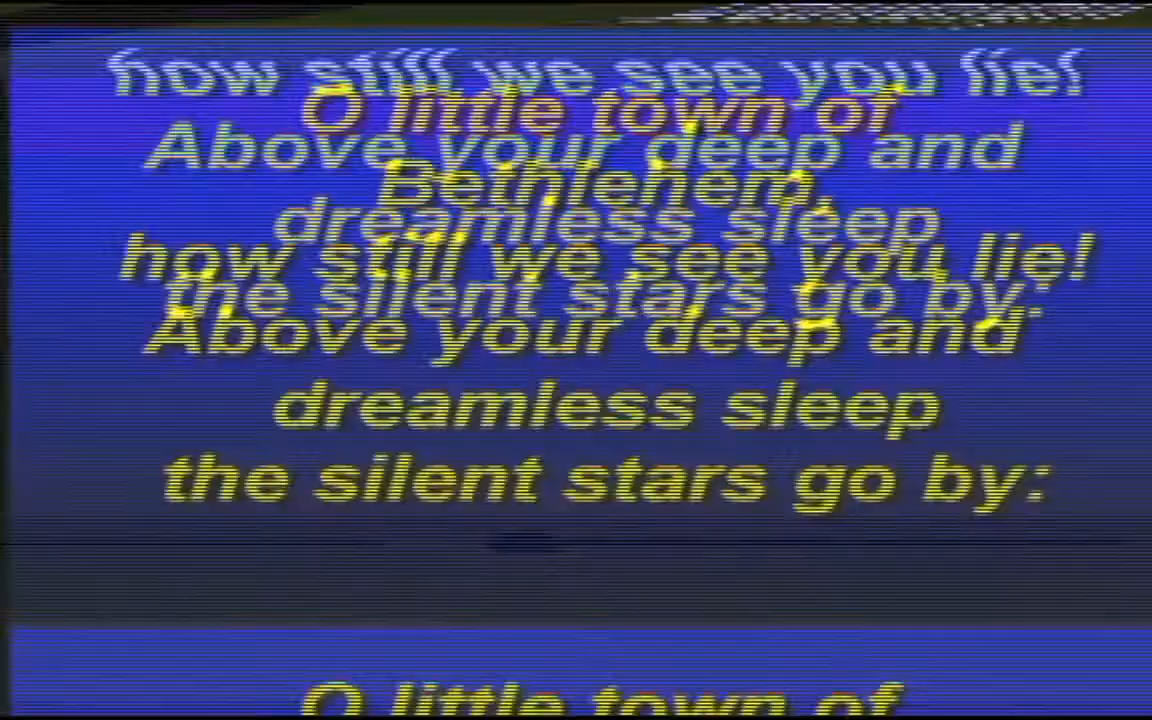 how still we see you lie!
O little town of
Above your deep and
Bethlehem,
dreamless sleep
how still we see you lie!
the silent stars go by:
Above your deep and
dreamless sleep
the silent stars go by:
O little town of